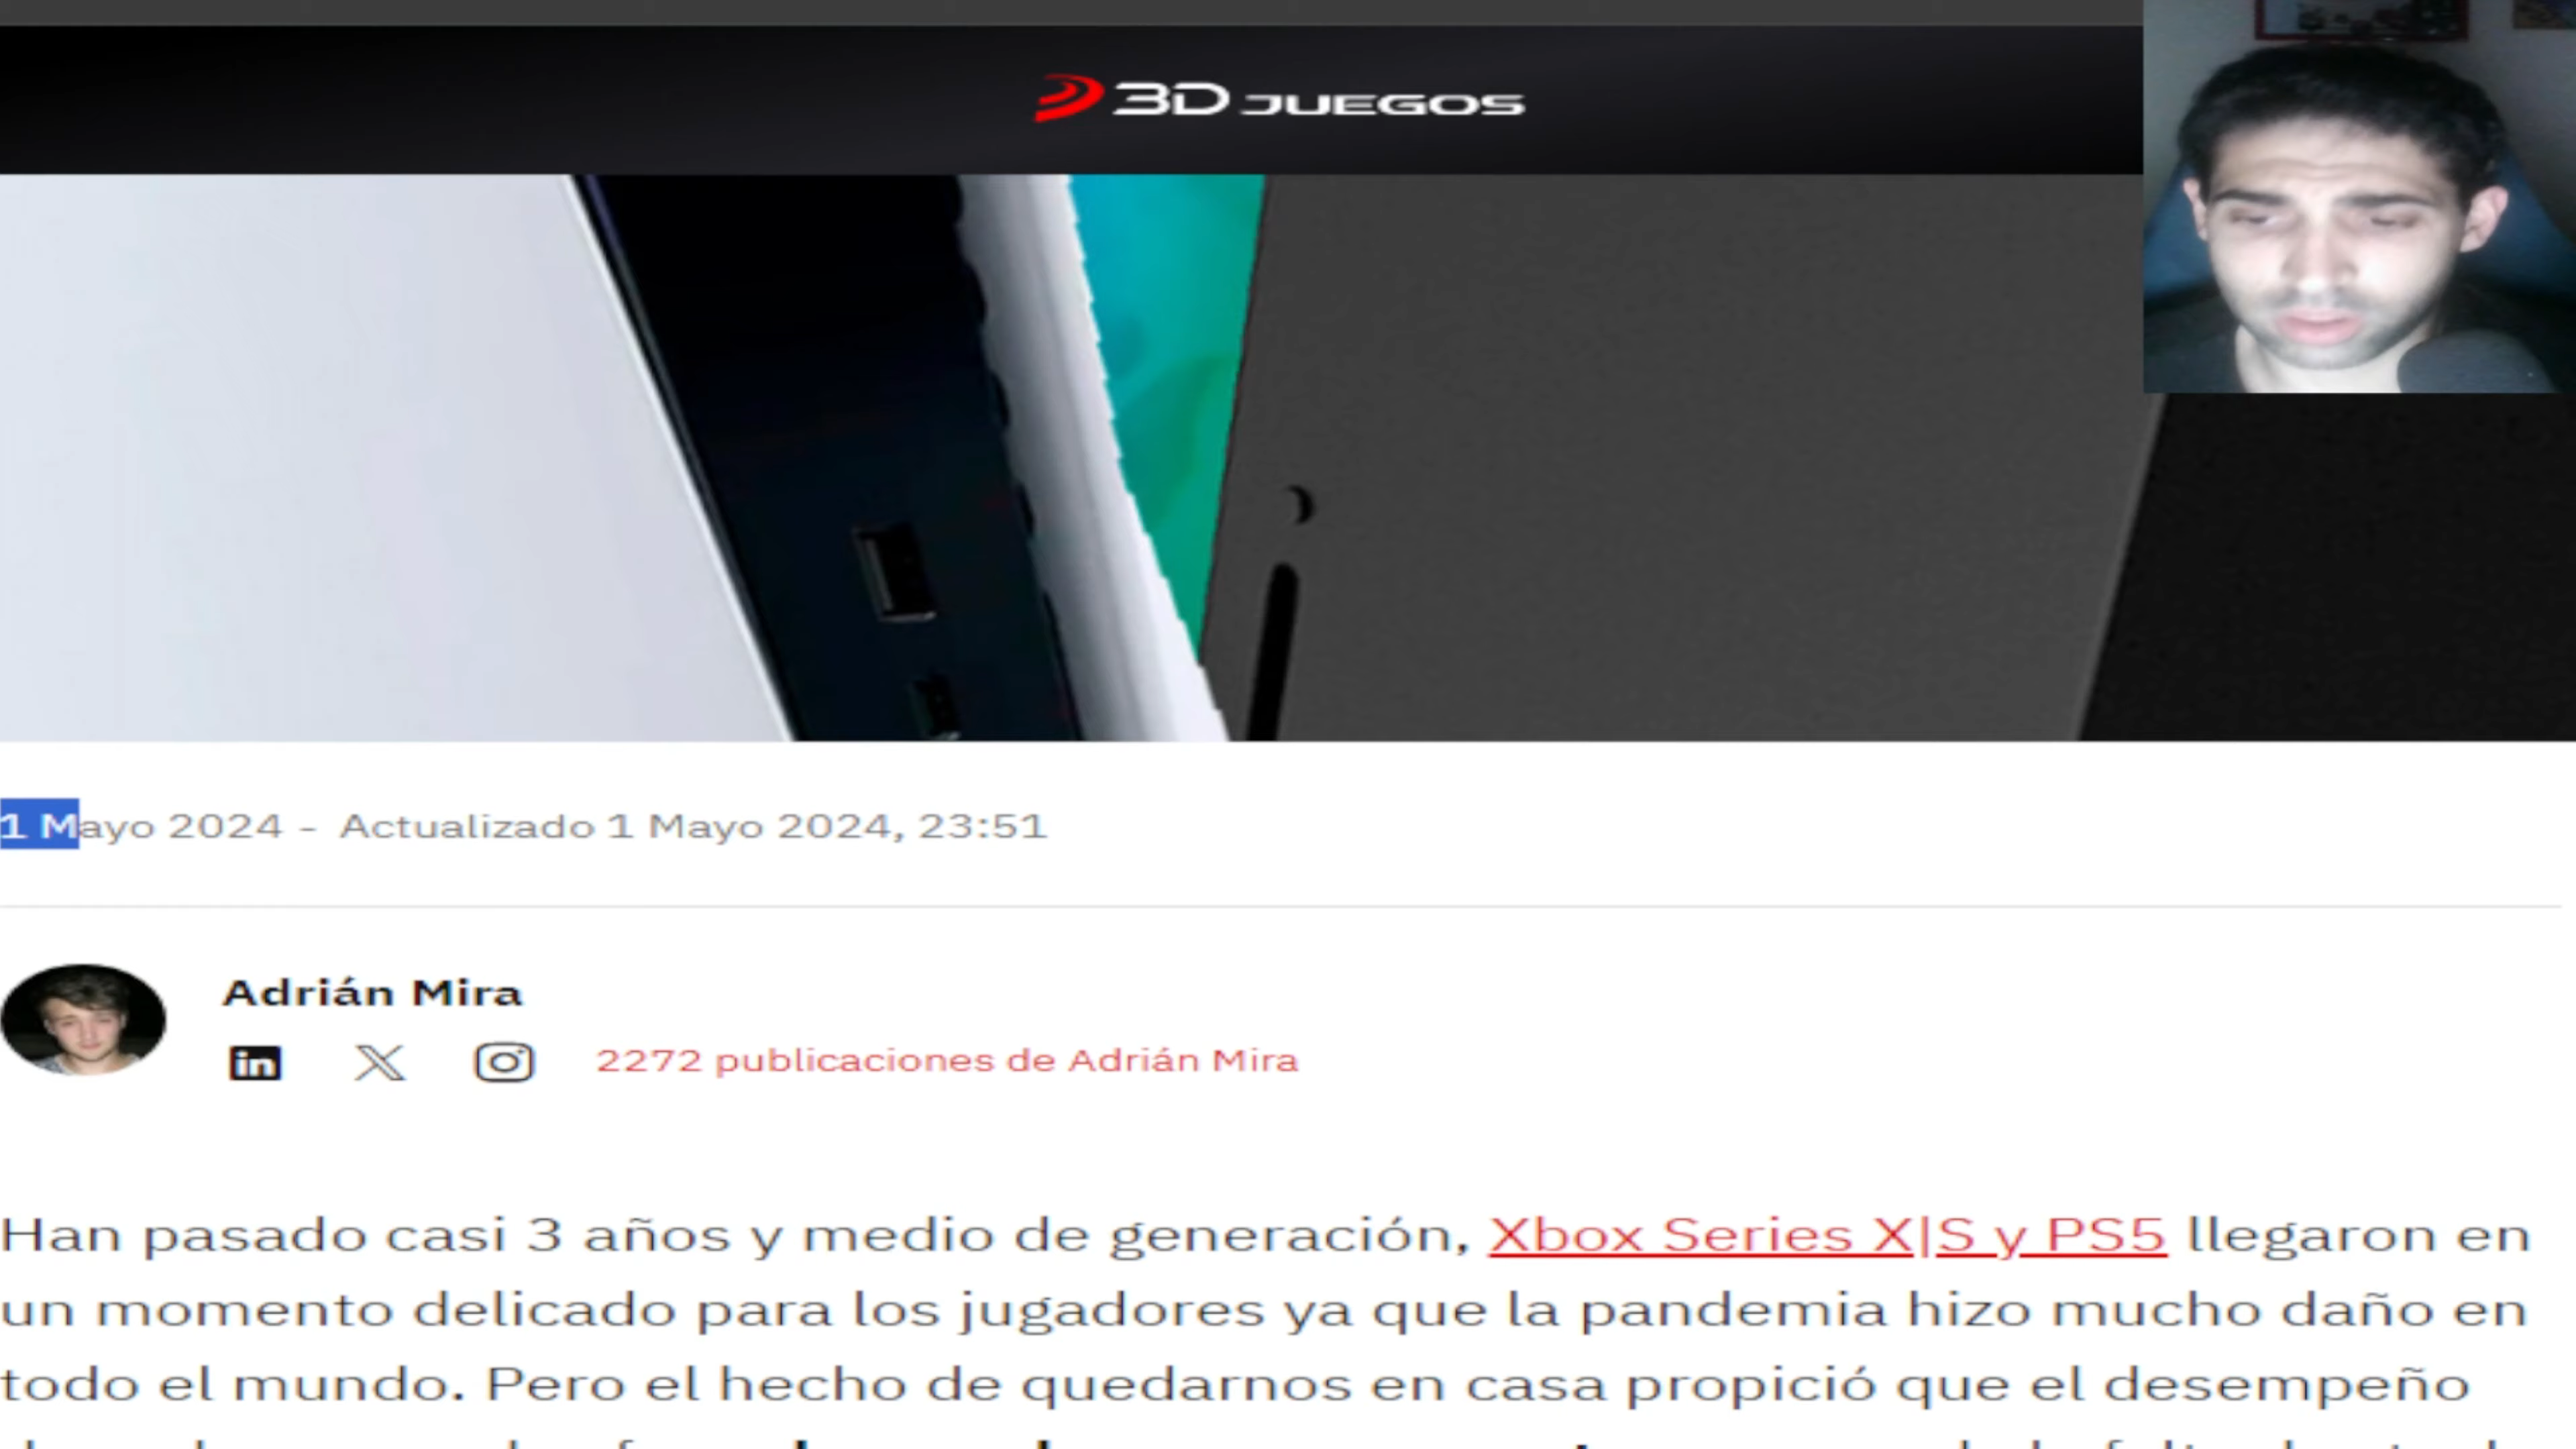 3D JUEGOS
1 Mayo 2024 - Actualizado 1 Mayo 2024, 23:51
Adrián Mira
in
2272 publicaciones de Adrián Mira
Han pasado casi 3 años y medio de generación, Xbox Series X|S y PS5 llegaron en
un momento delicado para los jugadores ya que la pandemia hizo mucho daño en
todo el mundo. Pero el hecho de quedarnos en casa propició que el desempeño